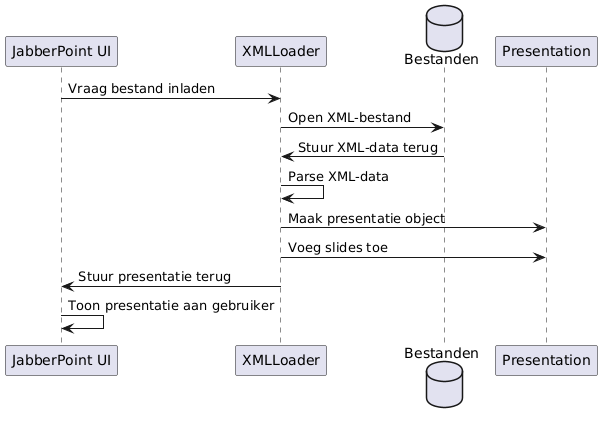 JabberPoint UI
XMLLoader
Bestanden
Presentation
Vraag bestand inladen
Open XML-bestand
Stuur XML-data terug
Parse XML-data
Maak presentatie object
Voeg slides toe
Stuur presentatie terug
Toon presentatie aan gebruiker
JabberPoint UI
XMLLoader
Bestanden
Presentation